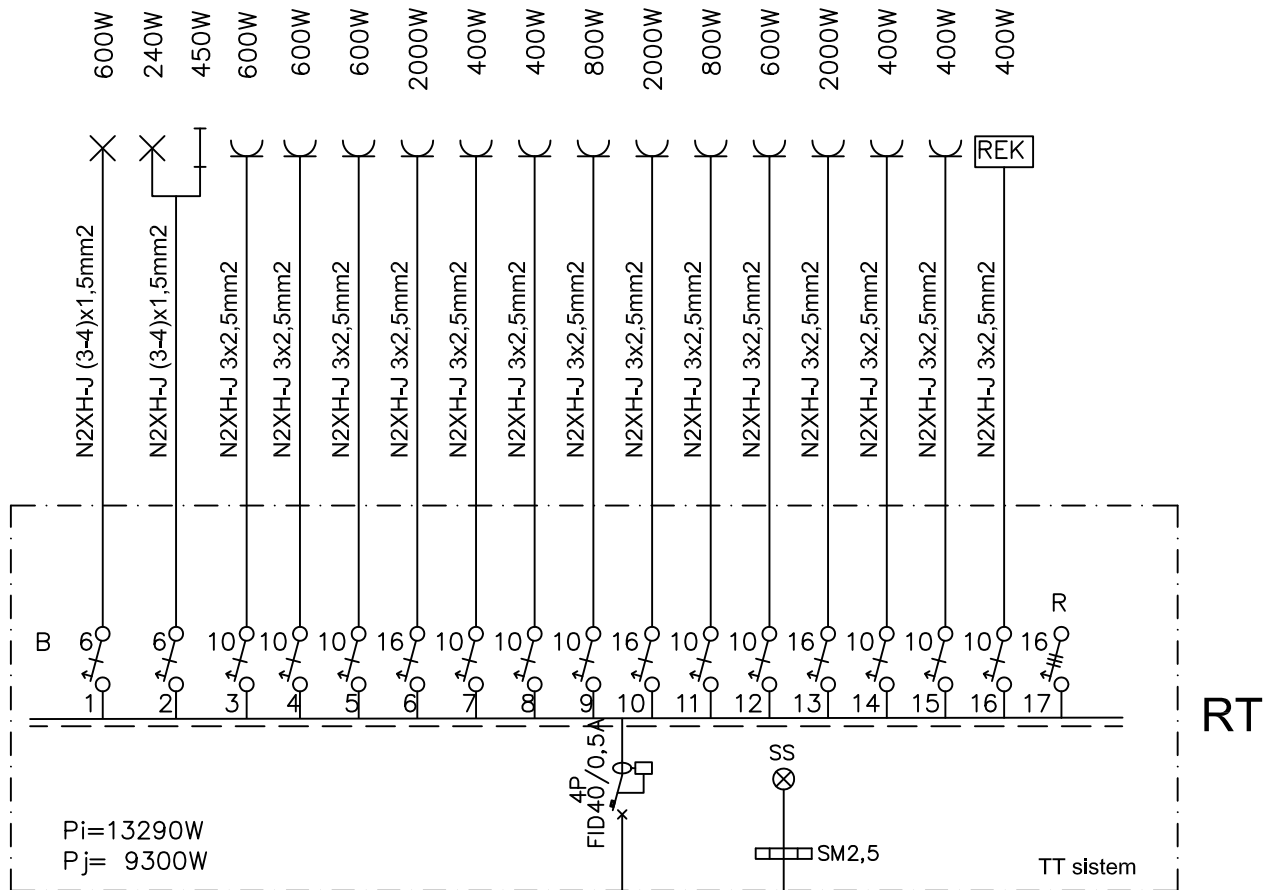 600W
240W
450W
600W
600W
600W
2000W
400W
400W
800W
2000W
800W
600W
2000W
400W
400W
400W
REK
N2XH-J (3-4)x1,5mm2
N2XH-J (3-4)x1,5mm2
N2XH-J 3x2,5mm2
N2XH-J 3x2,5mm2
N2XH-J 3x2,5mm2
N2XH-J 3x2,5mm2
N2XH-J 3x2,5mm2
N2XH-J 3x2,5mm2
N2XH-J 3x2,5mm2
N2XH-J 3x2,5mm2
N2XH-J 3x2,5mm2
N2XH-J 3x2,5mm2
N2XH-J 3x2,5mm2
N2XH-J 3x2,5mm2
N2XH-J 3x2,5mm2
N2XH-J 3x2,5mm2
R
B 6 6 10 10 10 16 10 10 10 16 10 10 16 10 10 10 16
1 2 3 4 5 6 7 8 9 10 11 12 13 14 15 16 17
RT
4P
FID40/0,5A
SS
SM2,5
Pi=13290W
Pj= 9300W
TT sistem